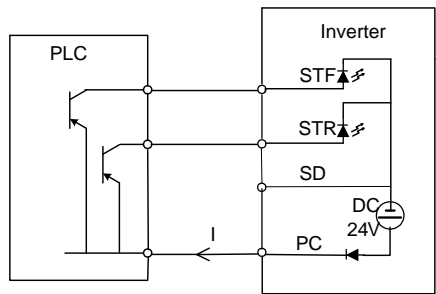 Inverter
PLC
STF
STR
SD
DC
24V
I
PC